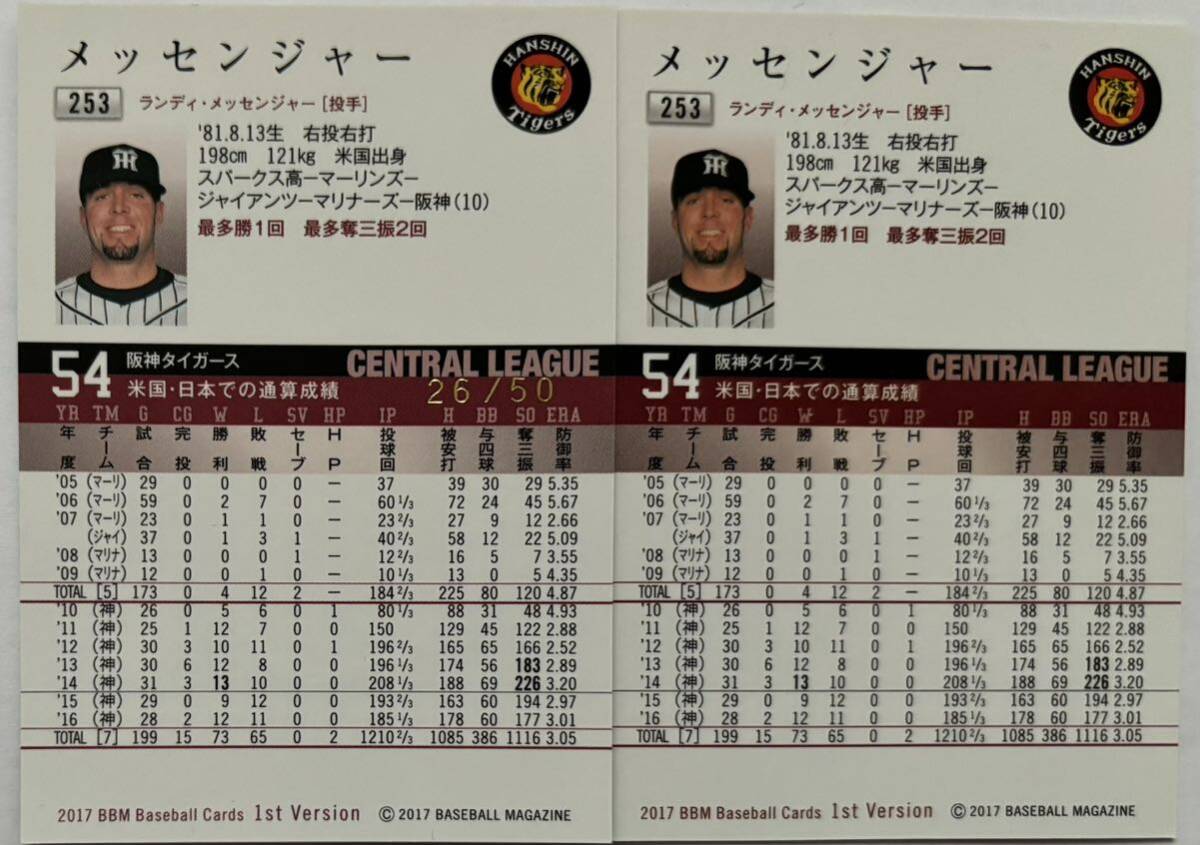 メッセンジャー
HANSHIN
Tigers
253
ランディ・メッセンジャー [投手]
'81.8.13生 右投右打
198cm 121kg 米国出身
スパークス高ーマーリンズー
ジャイアンツーマリナーズー阪神(10)
最多勝1回 最多奪三振2回
54 阪神タイガース CENTRAL LEAGUE
米国・日本での通算成績 26/50
YR TM G CG W L SV HP IP H BB SO ERA
年度 チーム 試合 完投 勝利 敗戦 セーブ HP 投球回 被安打 与四球 奪三振 防御率
'05 (マーリ) 29 0 0 0 0 － 37 39 30 29 5.35
'06 (マーリ) 59 0 2 7 0 － 60 1/3 72 24 45 5.67
'07 (マーリ) 23 0 1 1 0 － 23 2/3 27 9 12 2.66
(ジャイ) 37 0 1 3 1 － 40 2/3 58 12 22 5.09
'08 (マリナ) 13 0 0 0 1 － 12 2/3 16 5 7 3.55
'09 (マリナ) 12 0 0 1 0 － 10 1/3 13 0 5 4.35
TOTAL [5] 173 0 4 12 2 － 184 2/3 225 80 120 4.87
'10 (神) 26 0 5 6 0 1 80 1/3 88 31 48 4.93
'11 (神) 25 1 12 7 0 0 150 129 45 122 2.88
'12 (神) 30 3 10 11 0 1 196 2/3 165 65 166 2.52
'13 (神) 30 6 12 8 0 0 196 1/3 174 56 183 2.89
'14 (神) 31 3 13 10 0 0 208 1/3 188 69 226 3.20
'15 (神) 29 0 9 12 0 0 193 2/3 163 60 194 2.97
'16 (神) 28 2 12 11 0 0 185 1/3 178 60 177 3.01
TOTAL [7] 199 15 73 65 0 2 1210 2/3 1085 386 1116 3.05
2017 BBM Baseball Cards 1st Version © 2017 BASEBALL MAGAZINE
メッセンジャー
HANSHIN
Tigers
253
ランディ・メッセンジャー [投手]
'81.8.13生 右投右打
198cm 121kg 米国出身
スパークス高ーマーリンズー
ジャイアンツーマリナーズー阪神(10)
最多勝1回 最多奪三振2回
54 阪神タイガース CENTRAL LEAGUE
米国・日本での通算成績
YR TM G CG W L SV HP IP H BB SO ERA
年度 チーム 試合 完投 勝利 敗戦 セーブ HP 投球回 被安打 与四球 奪三振 防御率
'05 (マーリ) 29 0 0 0 0 － 37 39 30 29 5.35
'06 (マーリ) 59 0 2 7 0 － 60 1/3 72 24 45 5.67
'07 (マーリ) 23 0 1 1 0 － 23 2/3 27 9 12 2.66
(ジャイ) 37 0 1 3 1 － 40 2/3 58 12 22 5.09
'08 (マリナ) 13 0 0 0 1 － 12 2/3 16 5 7 3.55
'09 (マリナ) 12 0 0 1 0 － 10 1/3 13 0 5 4.35
TOTAL [5] 173 0 4 12 2 － 184 2/3 225 80 120 4.87
'10 (神) 26 0 5 6 0 1 80 1/3 88 31 48 4.93
'11 (神) 25 1 12 7 0 0 150 129 45 122 2.88
'12 (神) 30 3 10 11 0 1 196 2/3 165 65 166 2.52
'13 (神) 30 6 12 8 0 0 196 1/3 174 56 183 2.89
'14 (神) 31 3 13 10 0 0 208 1/3 188 69 226 3.20
'15 (神) 29 0 9 12 0 0 193 2/3 163 60 194 2.97
'16 (神) 28 2 12 11 0 0 185 1/3 178 60 177 3.01
TOTAL [7] 199 15 73 65 0 2 1210 2/3 1085 386 1116 3.05
2017 BBM Baseball Cards 1st Version © 2017 BASEBALL MAGAZINE